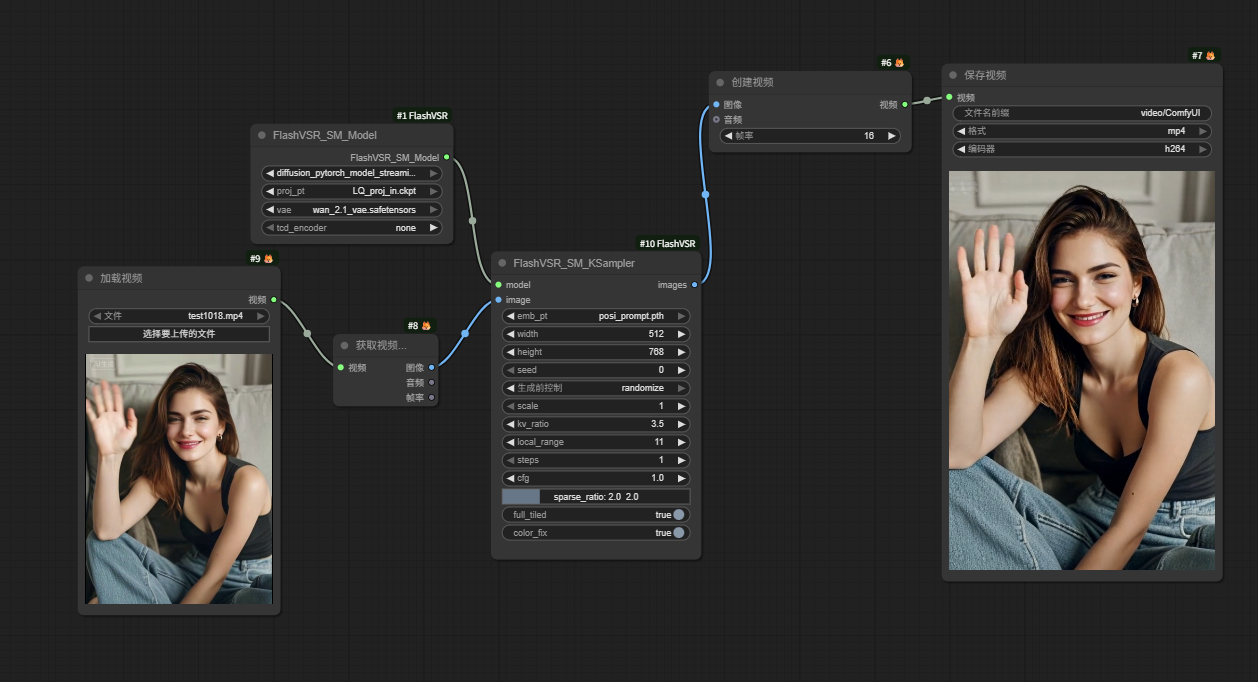 #1 FlashVSR
FlashVSR_SM_Model
FlashVSR_SM_Model
diffusion_pytorch_model_streami...
proj_pt LQ_proj_in.ckpt
vae wan_2.1_vae.safetensors
tcd_encoder none
#9
加载视频
视频
文件 test1018.mp4
选择要上传的文件
#8
获取视频...
视频 图像
音频
帧率
#10 FlashVSR
FlashVSR_SM_KSampler
model images
image
emb_pt posi_prompt.pth
width 512
height 768
seed 0
生成前控制 randomize
scale 1
kv_ratio 3.5
local_range 11
steps 1
cfg 1.0
sparse_ratio: 2.0 2.0
full_tiled true
color_fix true
#6
创建视频
图像 视频
音频
帧率 16
#7
保存视频
视频
文件名前缀 video/ComfyUI
格式 mp4
编码器 h264